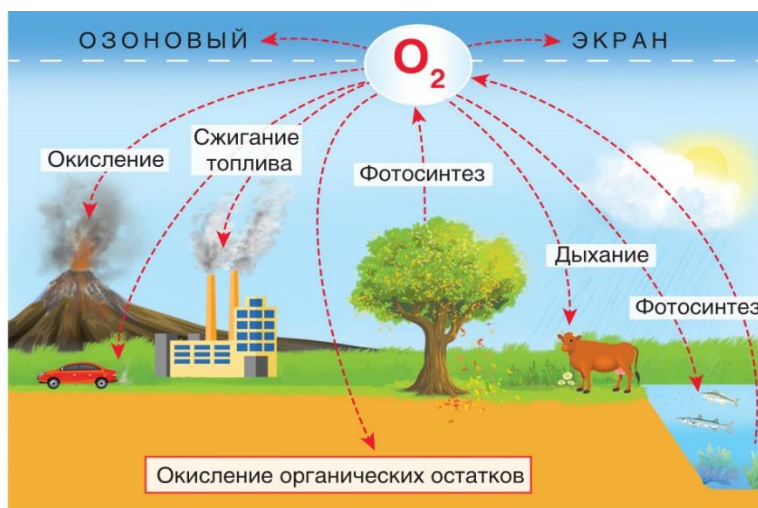 ОЗОНОВЫЙ ЭКРАН
O₂
Окисление
Сжигание
топлива
Фотосинтез
Дыхание
Фотосинтез
Окисление органических остатков